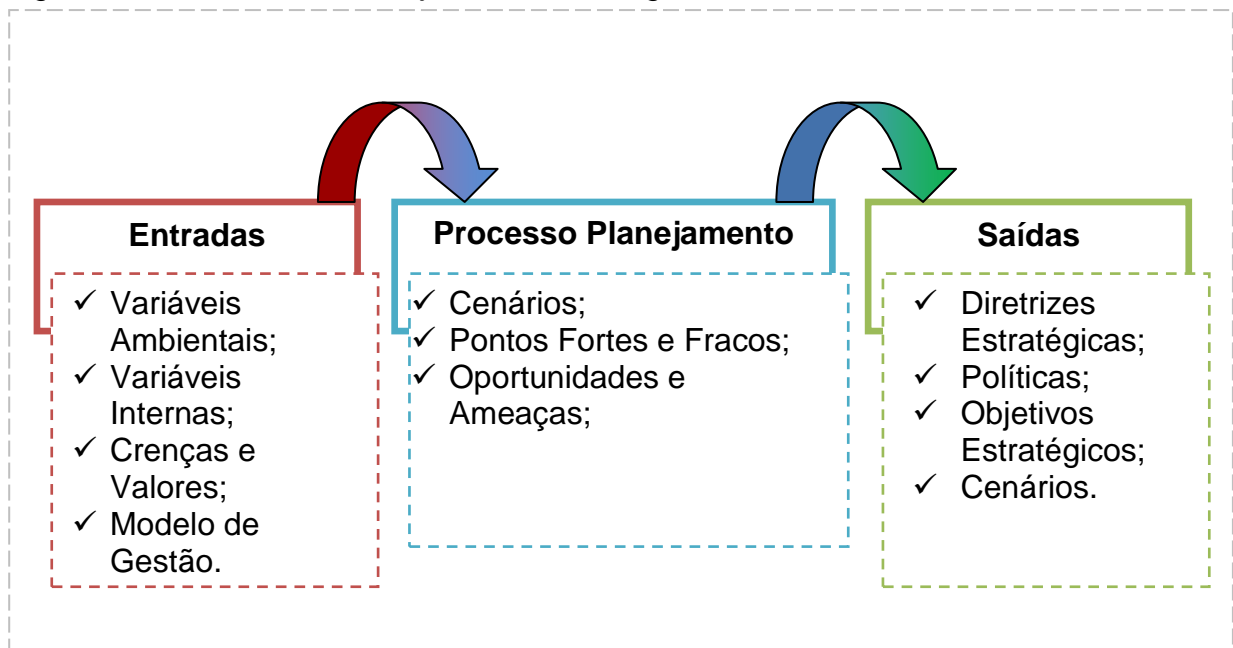 Entradas
✓ Variáveis
Ambientais;
✓ Variáveis
Internas;
✓ Crenças e
Valores;
✓ Modelo de
Gestão.
Processo Planejamento
✓ Cenários;
✓ Pontos Fortes e Fracos;
✓ Oportunidades e
Ameaças;
Saídas
✓ Diretrizes
Estratégicas;
✓ Políticas;
✓ Objetivos
Estratégicos;
✓ Cenários.